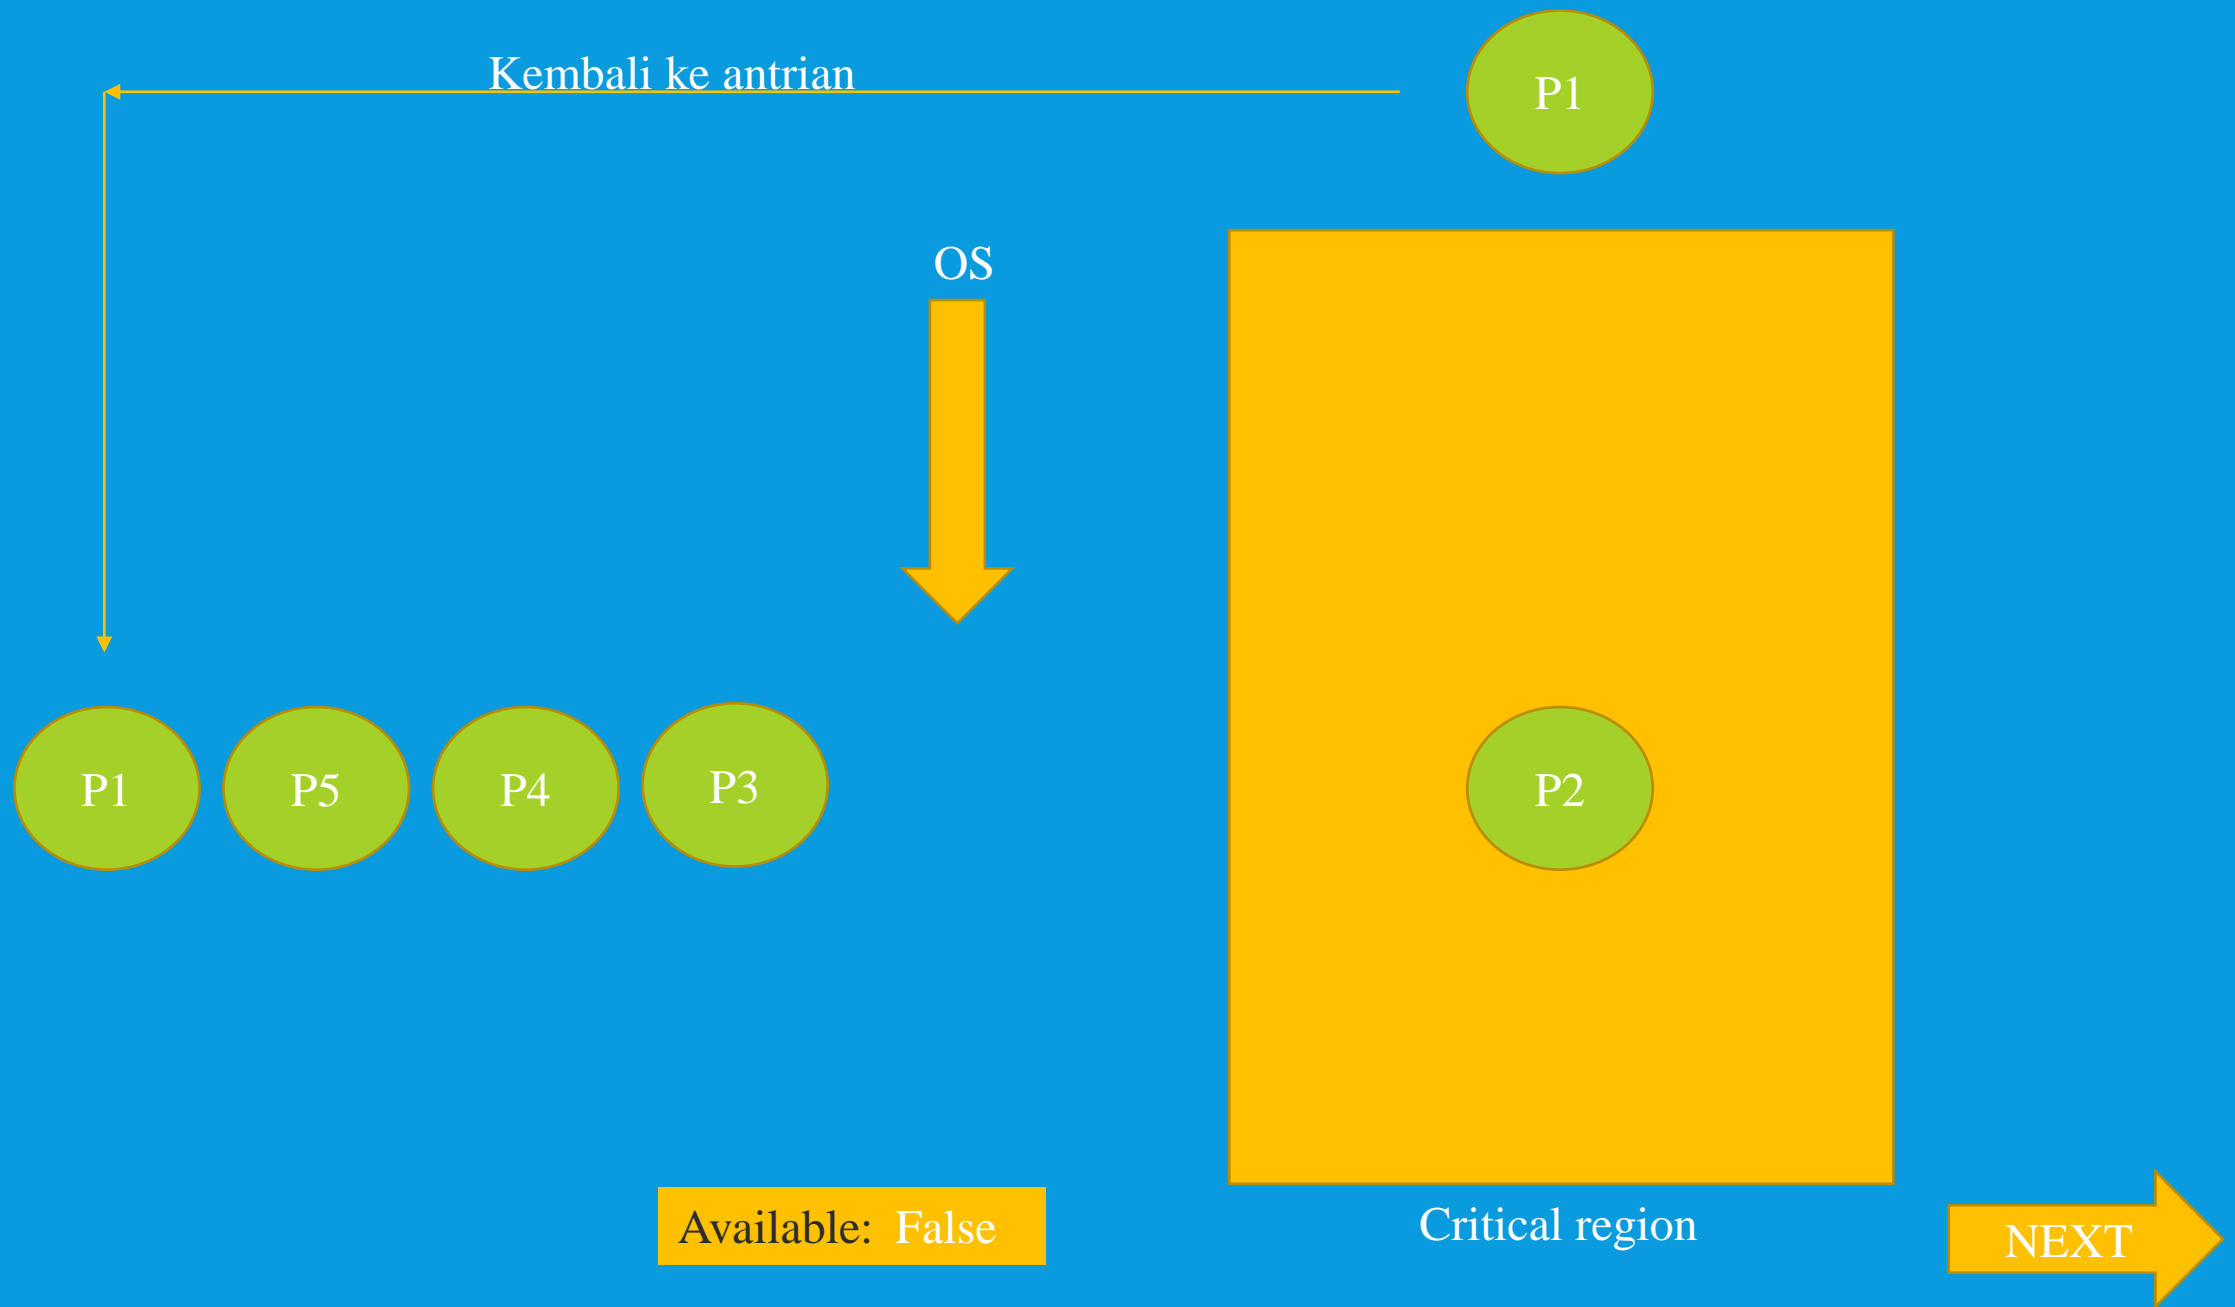 Kembali ke antrian
P1
OS
P1
P5
P4
P3
P2
Available: False
Critical region
NEXT